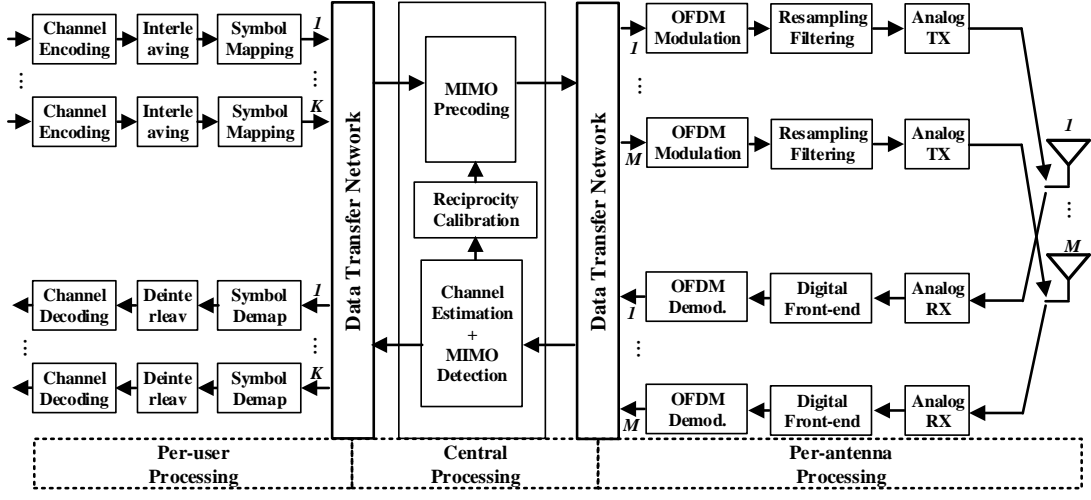 Channel
Encoding
Interle
aving
Symbol
Mapping
1
...
...
Channel
Encoding
Interle
aving
Symbol
Mapping
K
Data Transfer Network
MIMO
Precoding
Reciprocity
Calibration
Channel
Estimation
+
MIMO
Detection
Data Transfer Network
1
OFDM
Modulation
Resampling
Filtering
Analog
TX
...
M
OFDM
Modulation
Resampling
Filtering
Analog
TX
1
...
M
Channel
Decoding
Deinte
rleav
Symbol
Demap
1
...
...
Channel
Decoding
Deinte
rleav
Symbol
Demap
K
1
OFDM
Demod.
Digital
Front-end
Analog
RX
...
M
OFDM
Demod.
Digital
Front-end
Analog
RX
Per-user
Processing
Central
Processing
Per-antenna
Processing